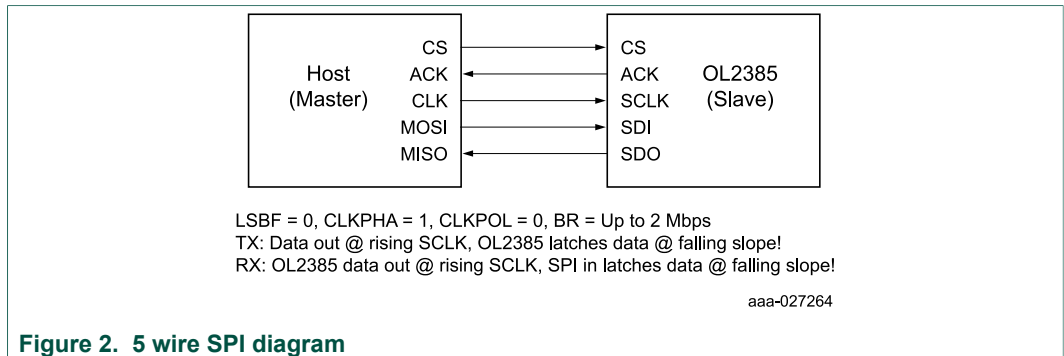 CS
ACK
CLK
MOSI
MISO
Host
(Master)
CS
ACK
SCLK
SDI
SDO
OL2385
(Slave)
LSBF = 0, CLKPHA = 1, CLKPOL = 0, BR = Up to 2 Mbps
TX: Data out @ rising SCLK, OL2385 latches data @ falling slope!
RX: OL2385 data out @ rising SCLK, SPI in latches data @ falling slope!
aaa-027264
Figure 2. 5 wire SPI diagram